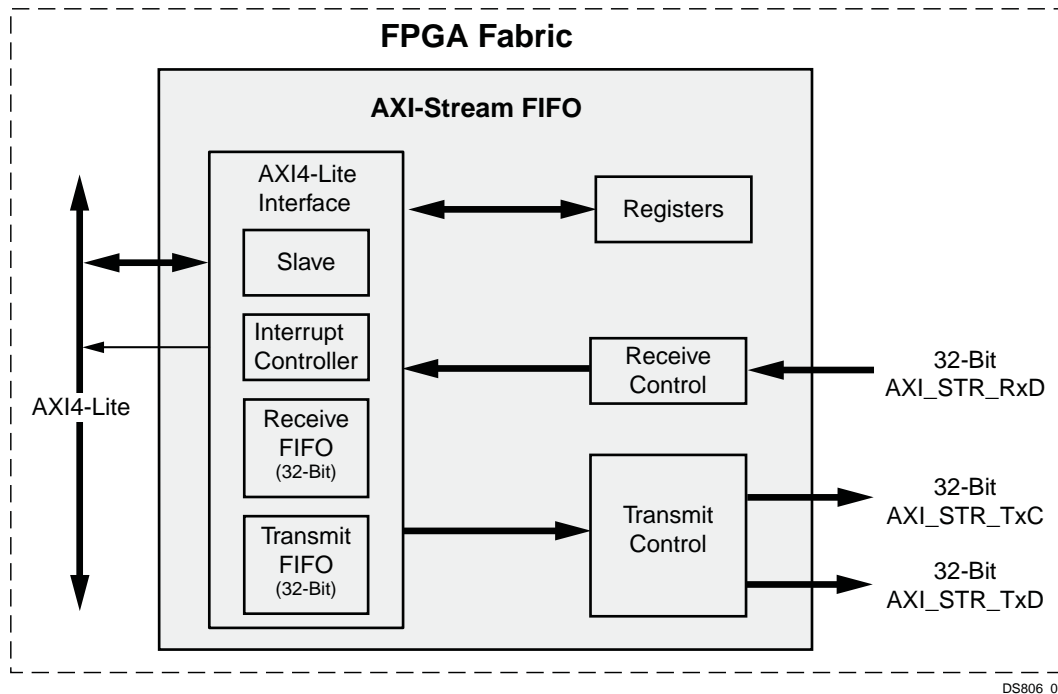 FPGA Fabric
AXI-Stream FIFO
AXI4-Lite
Interface
Slave
Interrupt
Controller
Receive
FIFO
(32-Bit)
Transmit
FIFO
(32-Bit)
AXI4-Lite
Registers
Receive
Control
Transmit
Control
32-Bit
AXI_STR_RxD
32-Bit
AXI_STR_TxC
32-Bit
AXI_STR_TxD